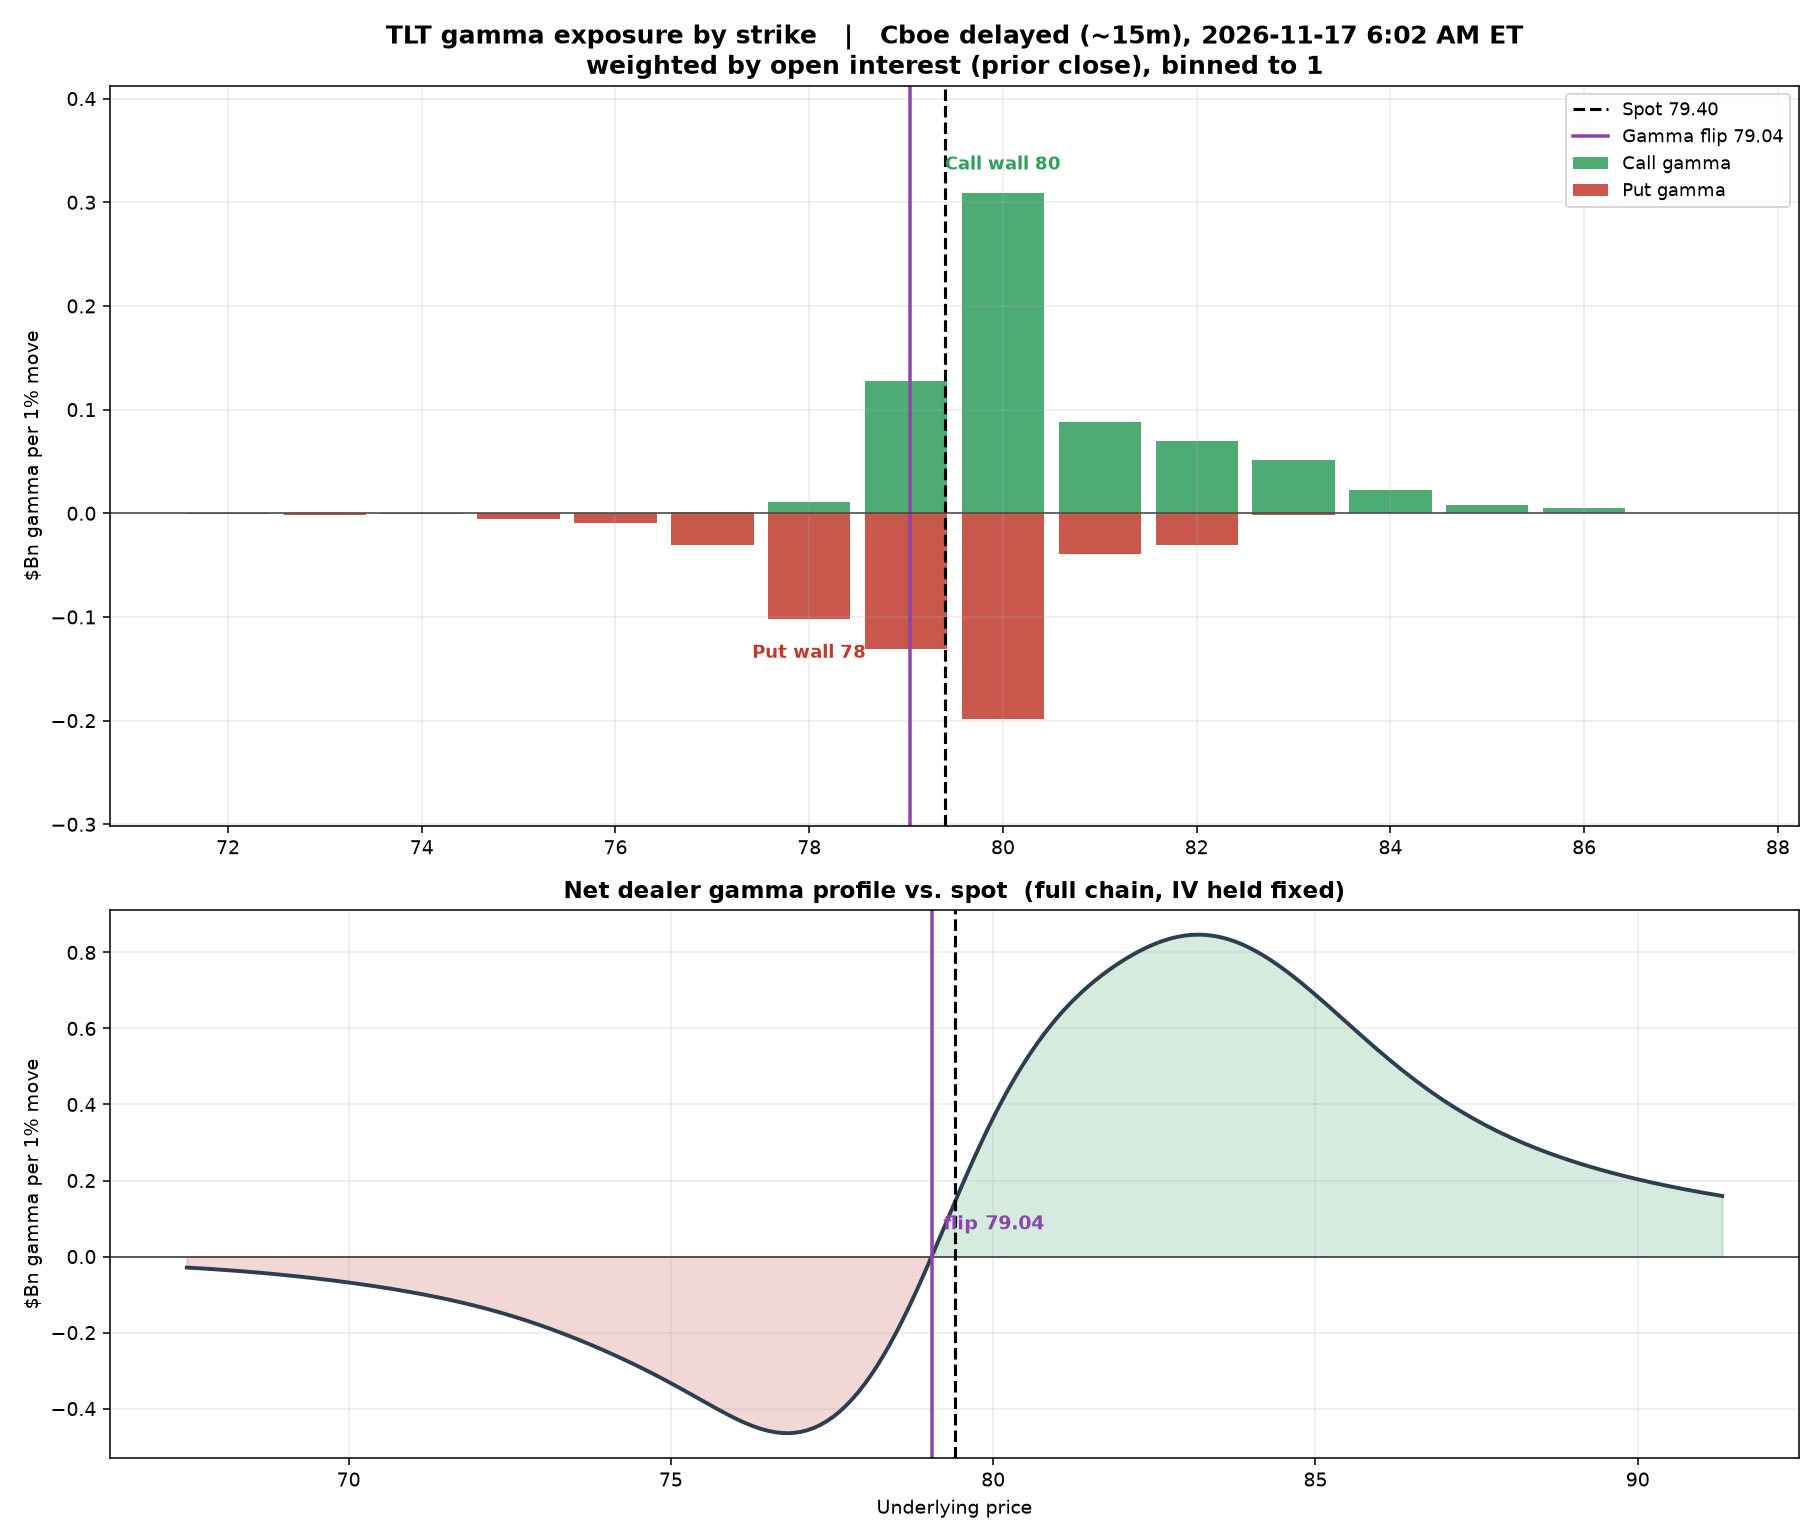 TLT gamma exposure by strike | Cboe delayed (~15m), 2026-11-17 6:02 AM ET
weighted by open interest (prior close), binned to 1
$Bn gamma per 1% move
0.4
0.3
0.2
0.1
0.0
−0.1
−0.2
−0.3
Spot 79.40
Gamma flip 79.04
Call gamma
Put gamma
Call wall 80
Put wall 78
72 74 76 78 80 82 84 86 88
Net dealer gamma profile vs. spot (full chain, IV held fixed)
$Bn gamma per 1% move
0.8
0.6
0.4
0.2
0.0
−0.2
−0.4
flip 79.04
70 75 80 85 90
Underlying price